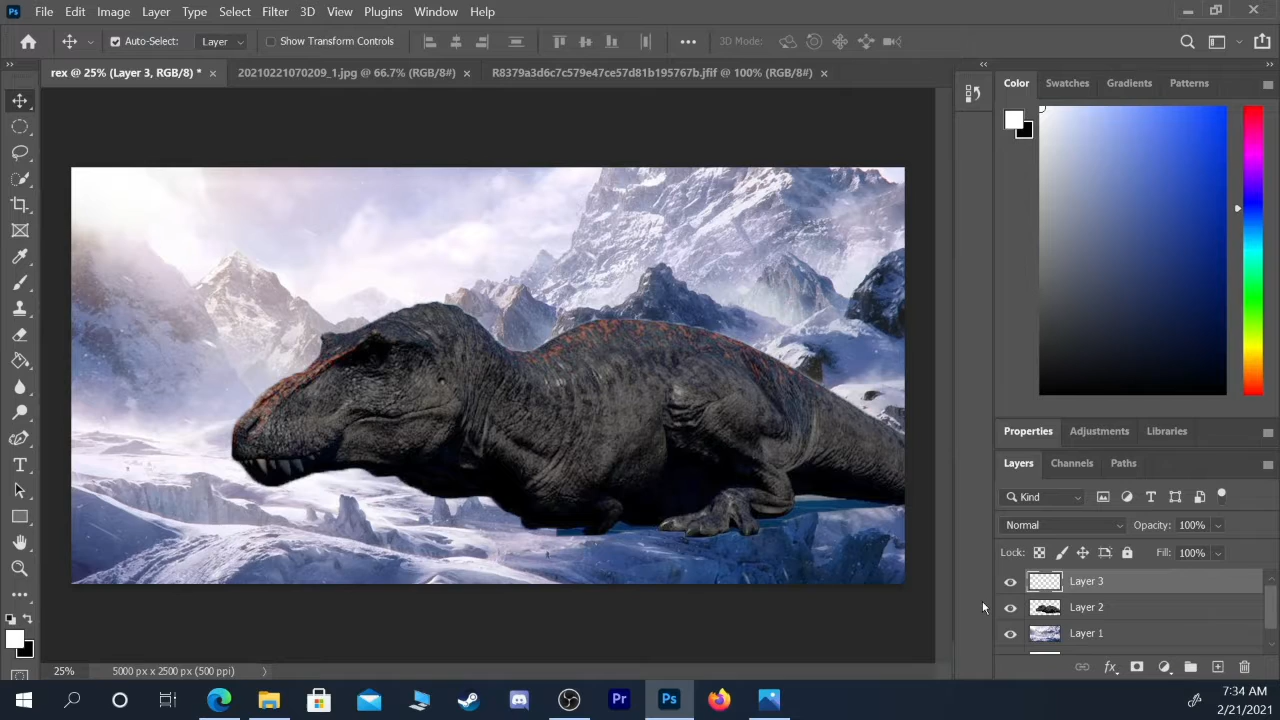 Ps File Edit Image Layer Type Select Filter 3D View Plugins Window Help
Auto-Select: Layer Show Transform Controls 3D Mode:
rex @ 25% (Layer 3, RGB/8) * 20210221070209_1.jpg @ 66.7% (RGB/8#) R8379a3d6c7c579e47ce57d81b195767b.jfif @ 100% (RGB/8#)
Color Swatches Gradients Patterns
Properties Adjustments Libraries
Layers Channels Paths
Kind
Normal Opacity: 100%
Lock: Fill: 100%
Layer 3
Layer 2
Layer 1
25% 5000 px x 2500 px (500 ppi)
Pr Ps
7:34 AM
2/21/2021